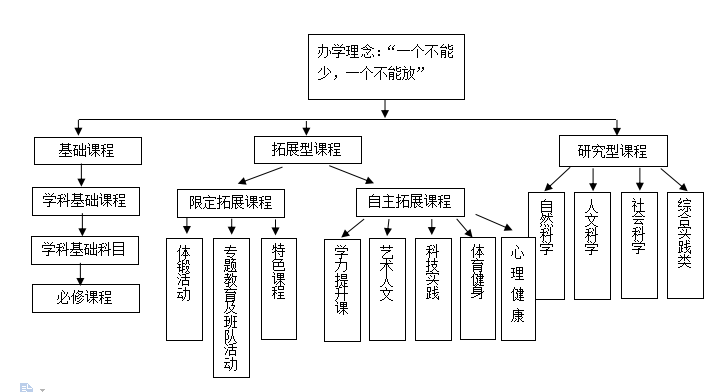 办学理念：“一个不能
少，一个不能放”
基础课程
拓展型课程
研究型课程
学科基础课程
限定拓展课程
自主拓展课程
学科基础科目
必修课程
体锻活动
专题教育及班队活动
特色课程
学力提升课
艺术人文
科技实践
体育健身
心理健康
自然科学
人文科学
社会科学
综合实践类